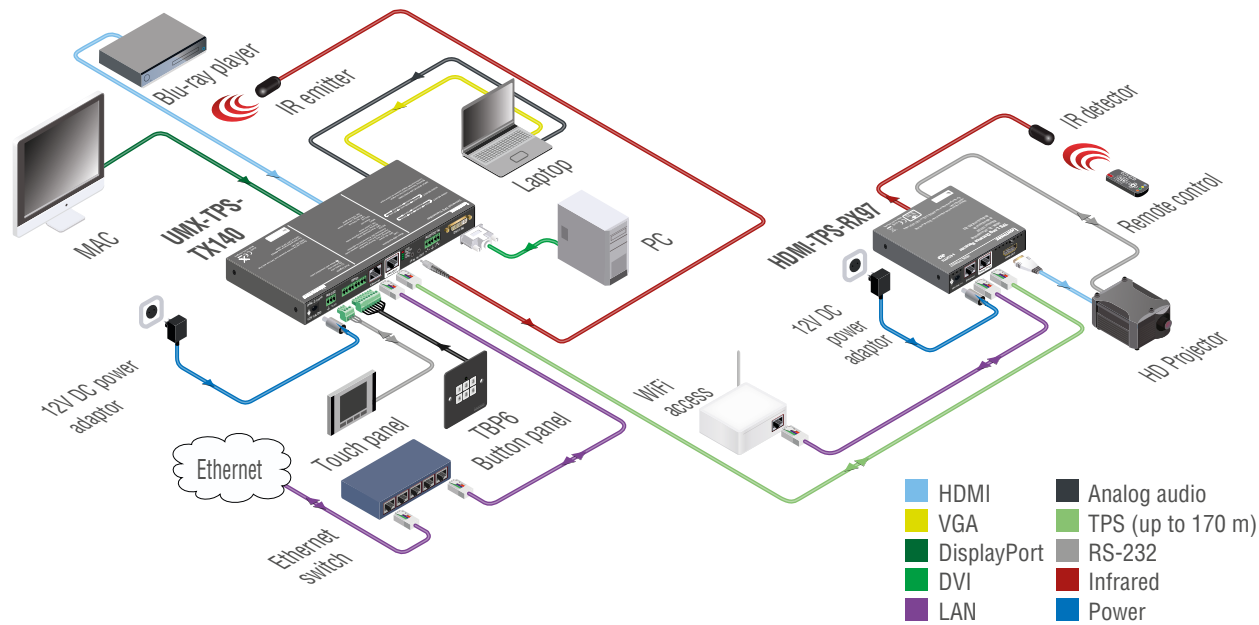 Blu-ray player
IR emitter
MAC
UMX-TPS-
TX140
Laptop
PC
12V DC power
adaptor
Touch panel
TBP6
Button panel
Ethernet
Ethernet
switch
WiFi
access
HDMI-TPS-RX97
12V DC
power
adaptor
IR detector
Remote control
HD Projector
HDMI
VGA
DisplayPort
DVI
LAN
Analog audio
TPS (up to 170 m)
RS-232
Infrared
Power